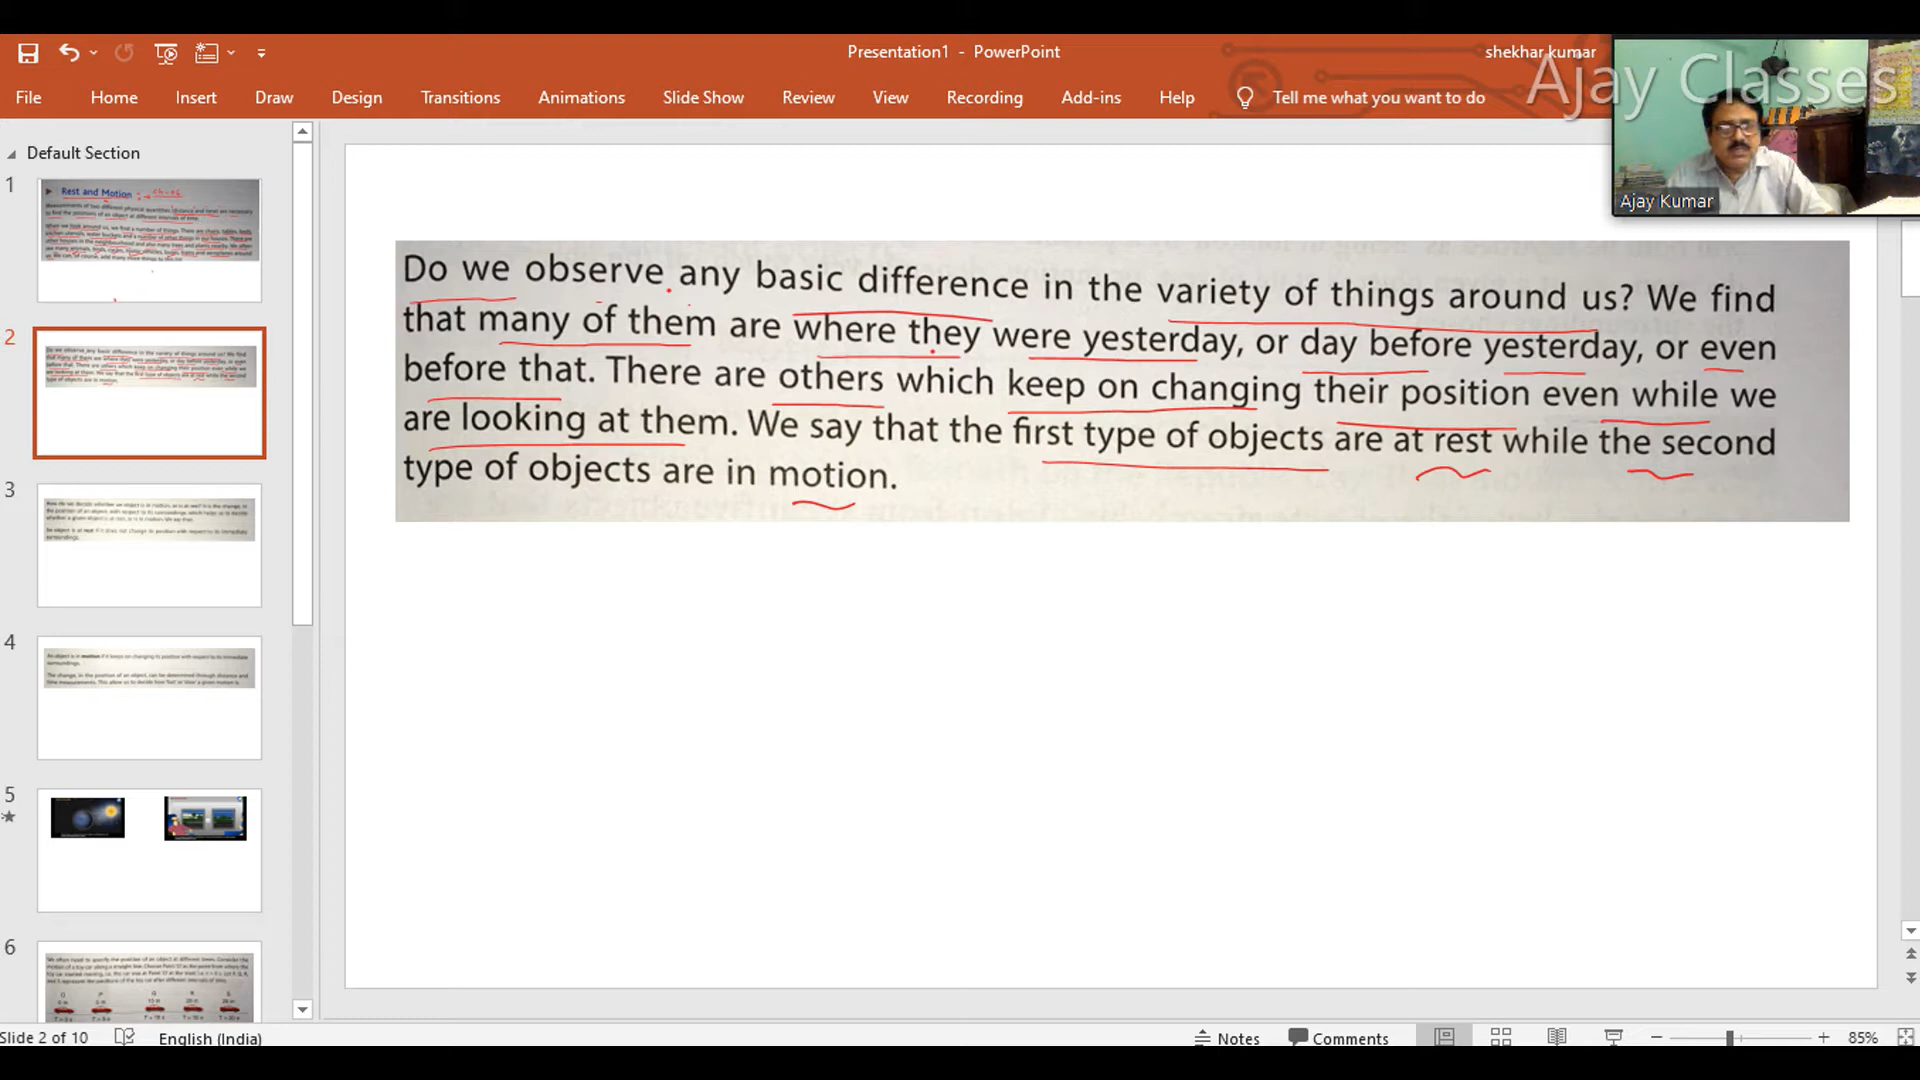 Presentation1 - PowerPoint
shekhar kumar
Ajay Classes
File Home Insert Draw Design Transitions Animations Slide Show Review View Recording Add-ins Help Tell me what you want to do
Ajay Kumar
Default Section
1
Rest and Motion
2
3
4
5
6
Do we observe any basic difference in the variety of things around us? We find
that many of them are where they were yesterday, or day before yesterday, or even
before that. There are others which keep on changing their position even while we
are looking at them. We say that the first type of objects are at rest while the second
type of objects are in motion.
Slide 2 of 10
English (India)
Notes
Comments
85%